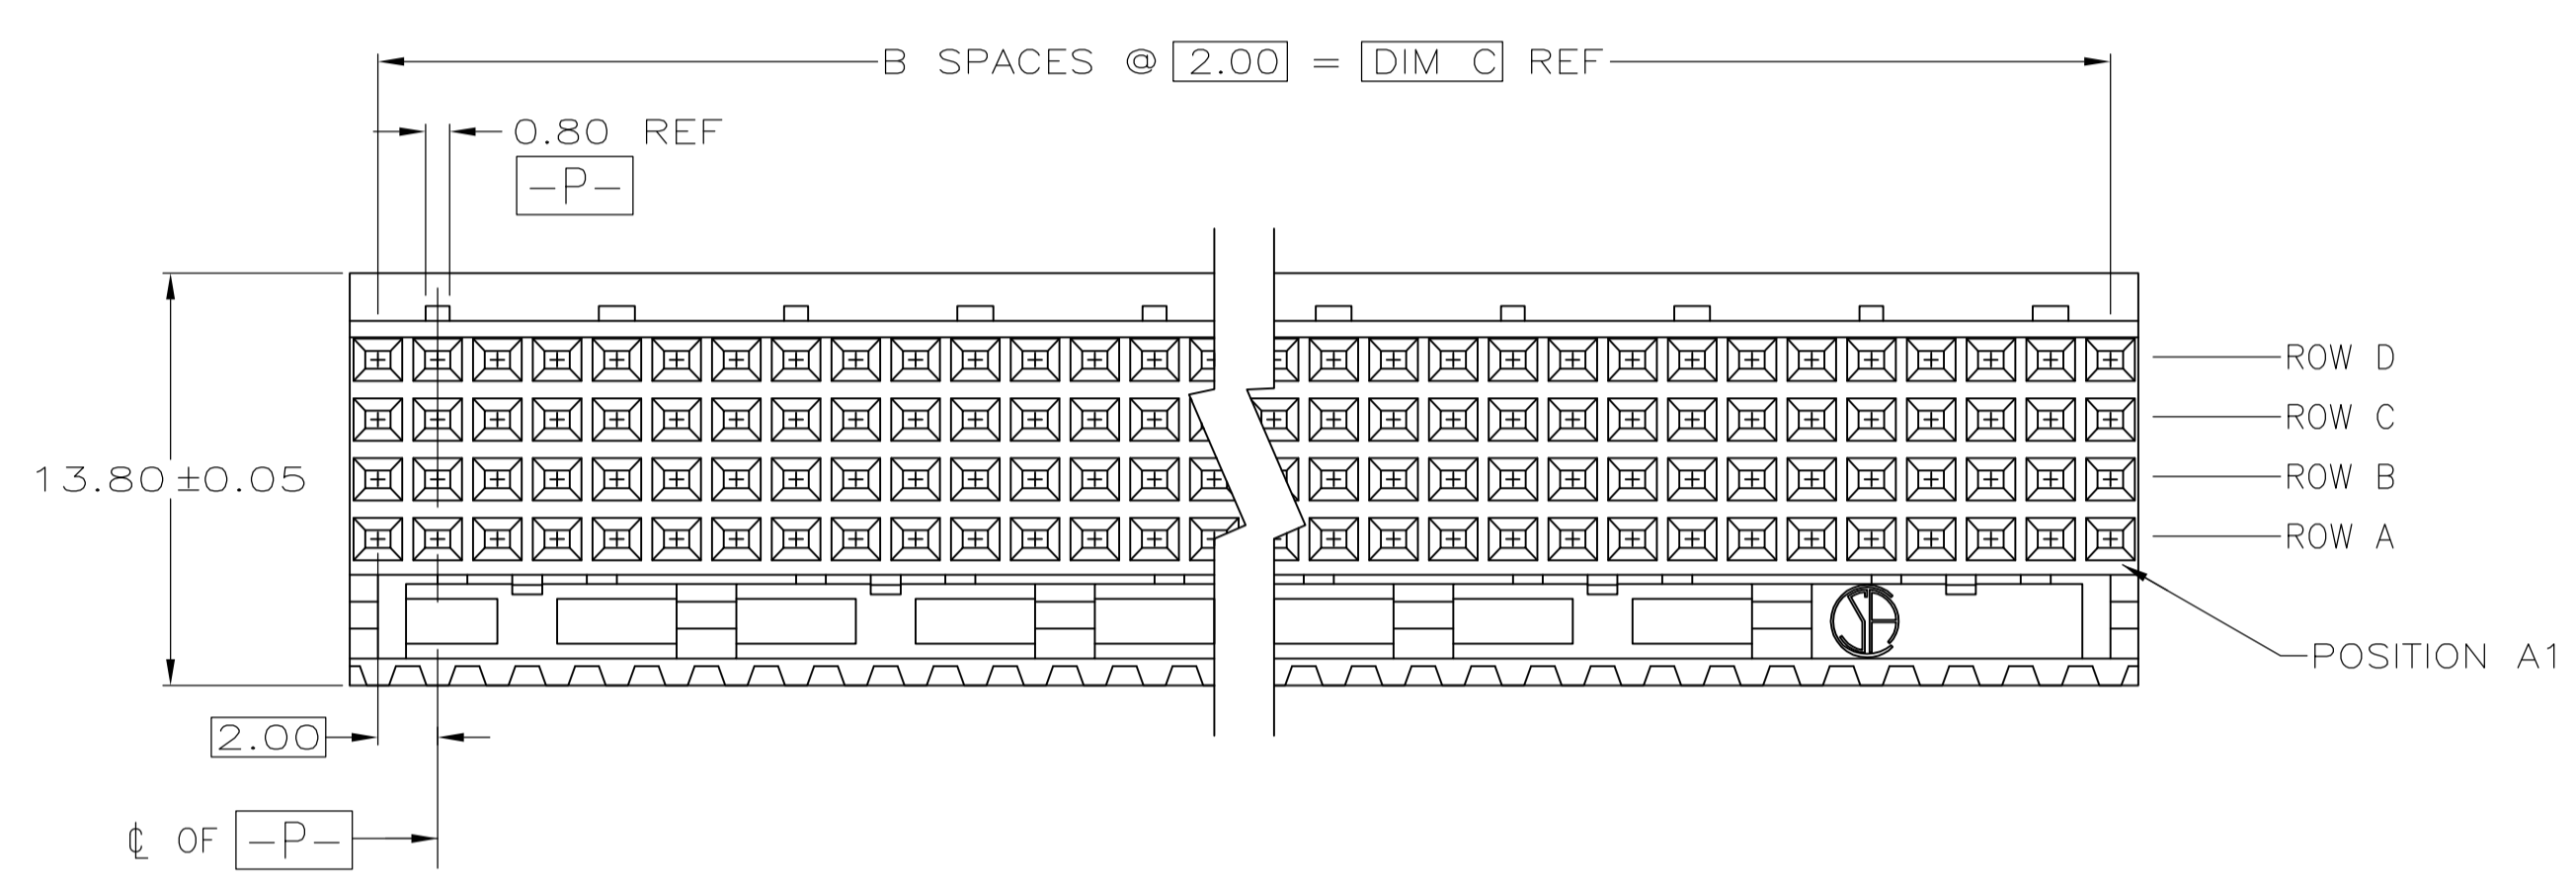 B SPACES @ 2.00 = DIM C REF
0.80 REF
-P-
ROW D
ROW C
ROW B
13.80±0.05
ROW A
POSITION A1
2.00
℄ OF -P-